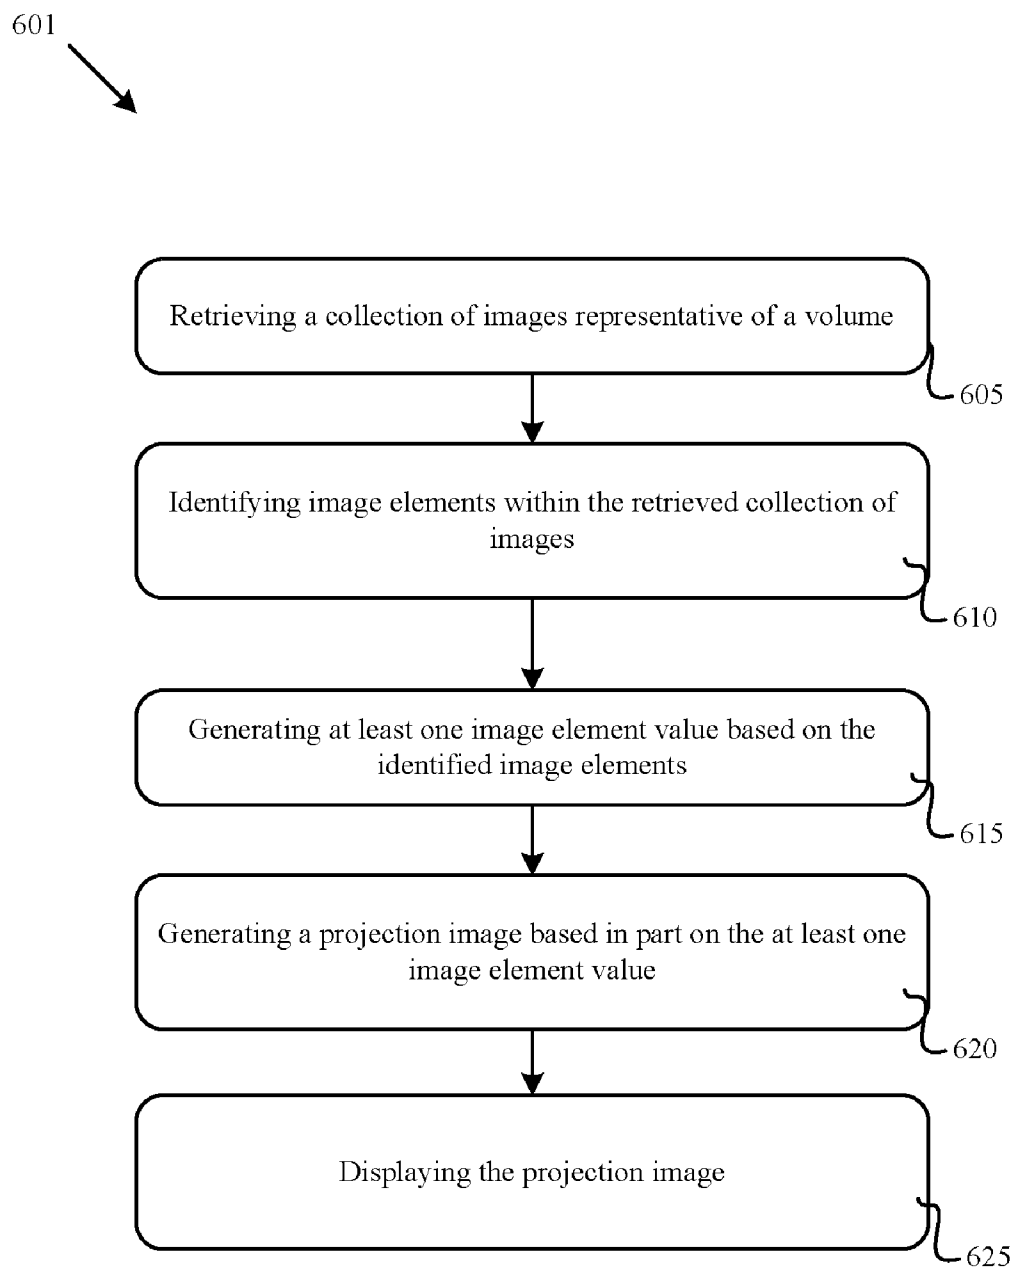 601
Retrieving a collection of images representative of a volume
605
Identifying image elements within the retrieved collection of
images
610
Generating at least one image element value based on the
identified image elements
615
Generating a projection image based in part on the at least one
image element value
620
Displaying the projection image
625